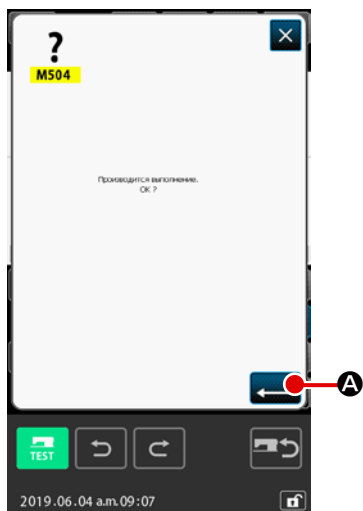 ?
M504
Производится выполнение.
OK ?
A
TEST
2019.06.04 a.m.09:07